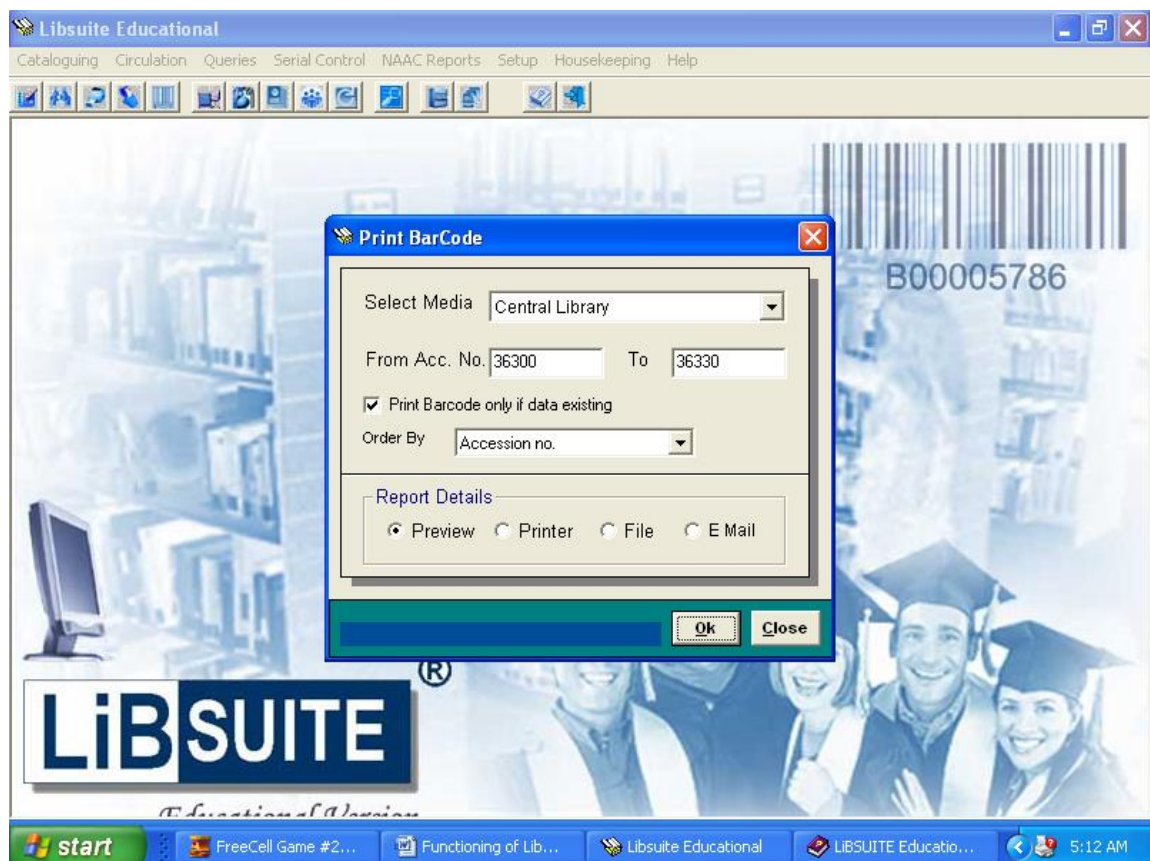 Libsuite Educational
Cataloguing Circulation Queries Serial Control NAAC Reports Setup Housekeeping Help
B00005786
Print BarCode
Select Media Central Library
From Acc. No. 36300 To 36330
Print Barcode only if data existing
Order By Accession no.
Report Details
Preview Printer File E Mail
Ok Close
LiBSUITE ®
Educational Version
start FreeCell Game #2... Functioning of Lib... Libsuite Educational LiBSUITE Educatio... 5:12 AM